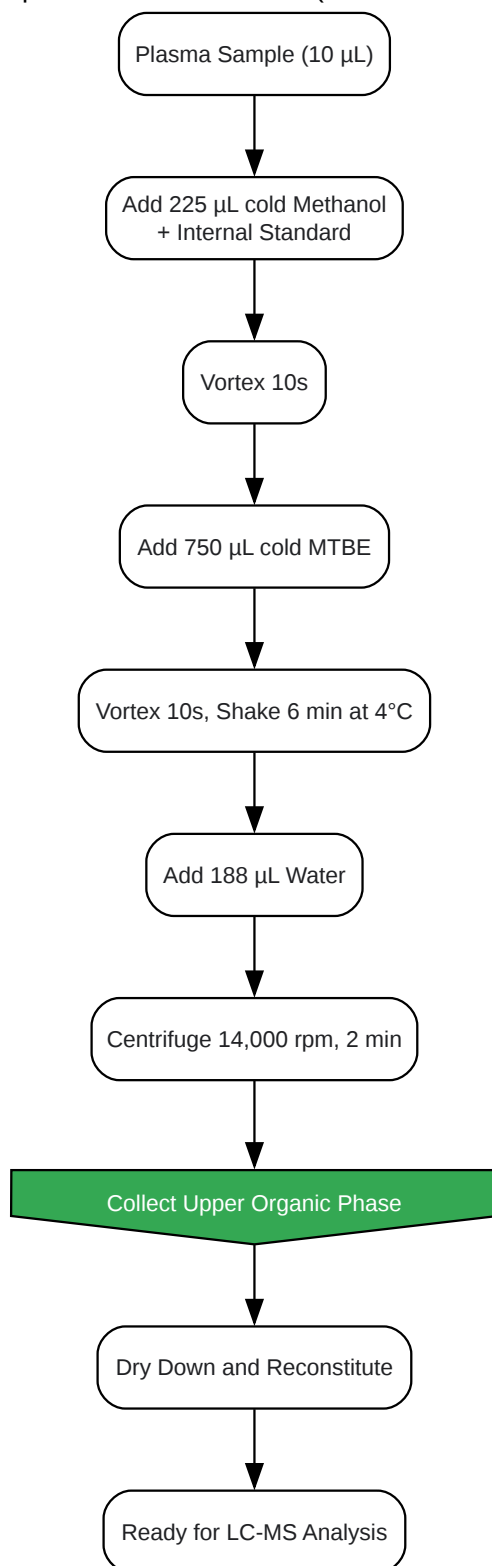 Plasma Sample (10 µL)
Add 225 µL cold Methanol
+ Internal Standard
Vortex 10s
Add 750 µL cold MTBE
Vortex 10s, Shake 6 min at 4°C
Add 188 µL Water
Centrifuge 14,000 rpm, 2 min
Collect Upper Organic Phase
Dry Down and Reconstitute
Ready for LC-MS Analysis